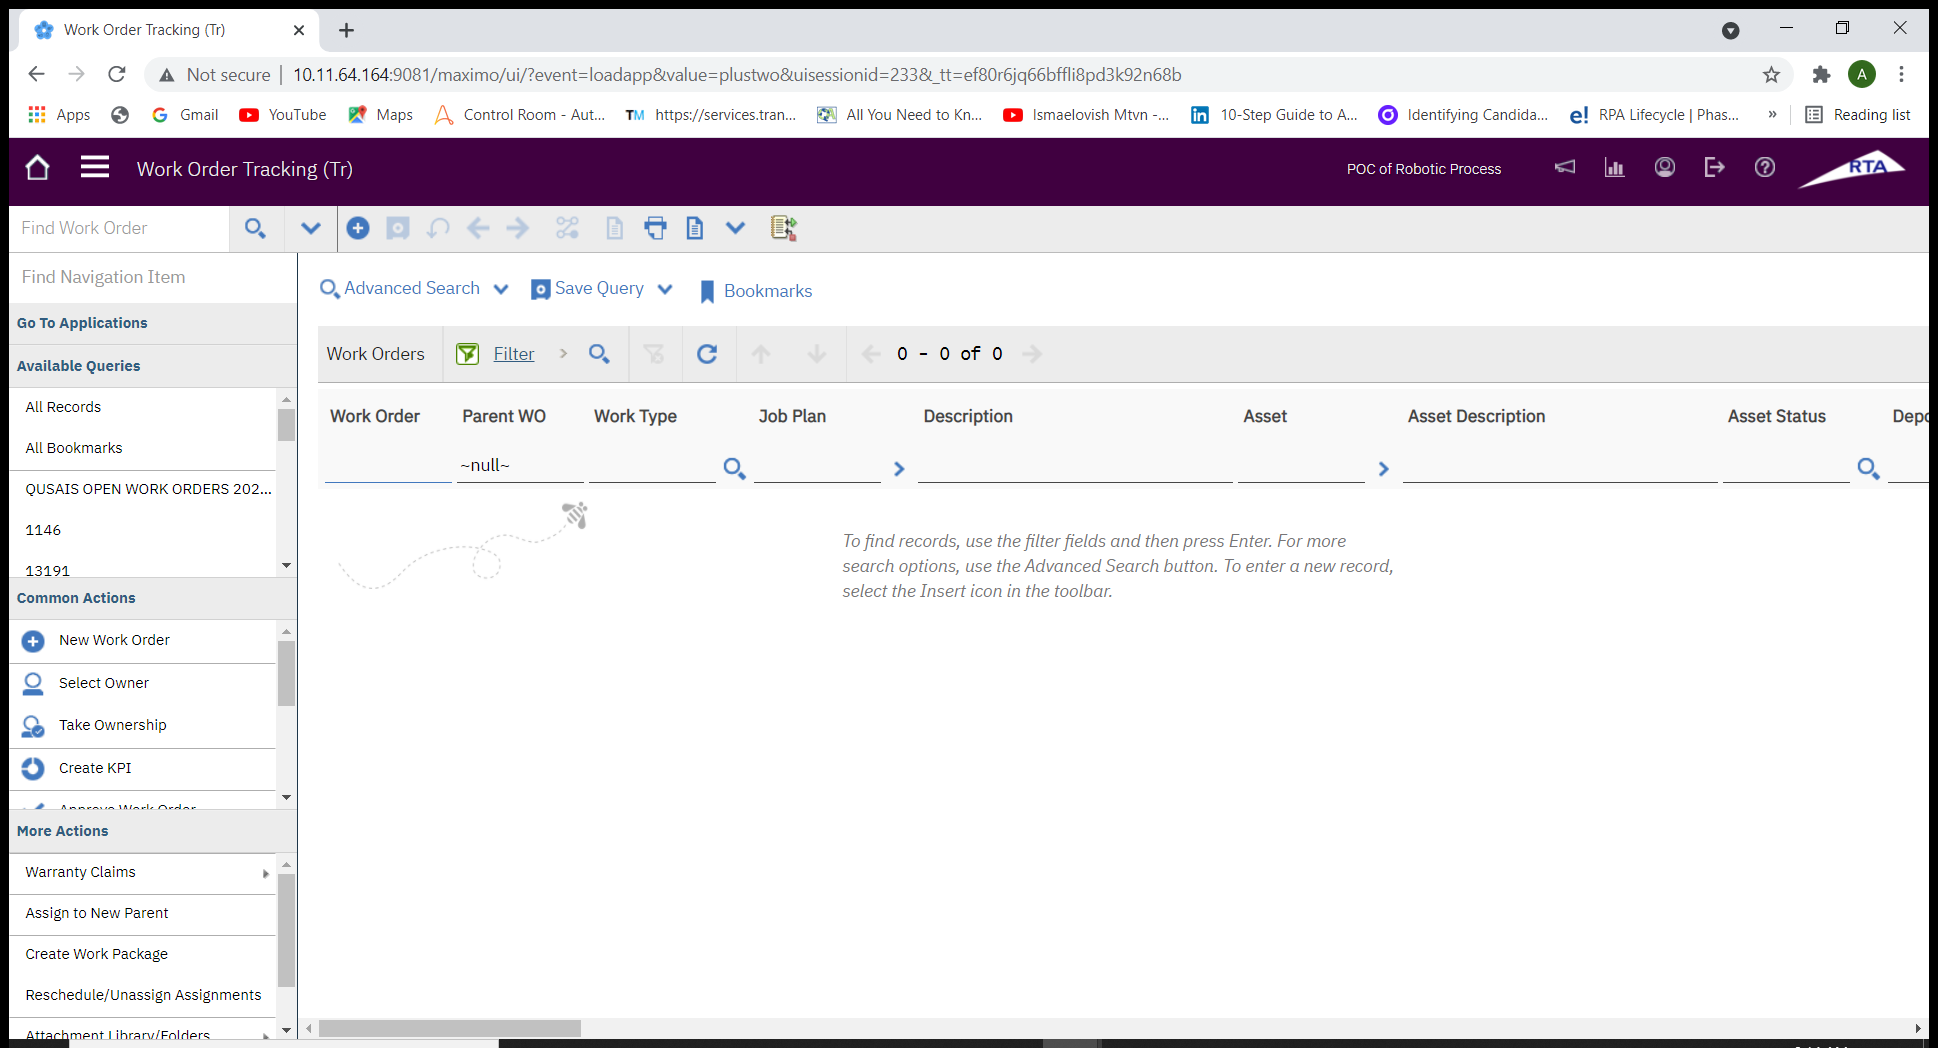 Work Order Tracking (Tr)
Not secure | 10.11.64.164:9081/maximo/ui/?event=loadapp&value=plustwo&uisessionid=233&_tt=ef80r6jq66bffli8pd3k92n68b
A
Apps
Gmail
YouTube
Maps
Control Room - Aut...
TM https://services.tran...
All You Need to Kn...
Ismaelovish Mtvn -...
in 10-Step Guide to A...
Identifying Candida...
e! RPA Lifecycle | Phas...
»
Reading list
Work Order Tracking (Tr)
POC of Robotic Process
RTA
Find Work Order
Find Navigation Item
Go To Applications
Available Queries
All Records
All Bookmarks
QUSAIS OPEN WORK ORDERS 202...
1146
13191
Common Actions
New Work Order
Select Owner
Take Ownership
Create KPI
Approve Work Order
More Actions
Warranty Claims
Assign to New Parent
Create Work Package
Reschedule/Unassign Assignments
Attachment Library/Folders
Advanced Search
Save Query
Bookmarks
Work Orders
Filter
0 - 0 of 0
Work Order
Parent WO
Work Type
Job Plan
Description
Asset
Asset Description
Asset Status
Depo
~null~
To find records, use the filter fields and then press Enter. For more
search options, use the Advanced Search button. To enter a new record,
select the Insert icon in the toolbar.